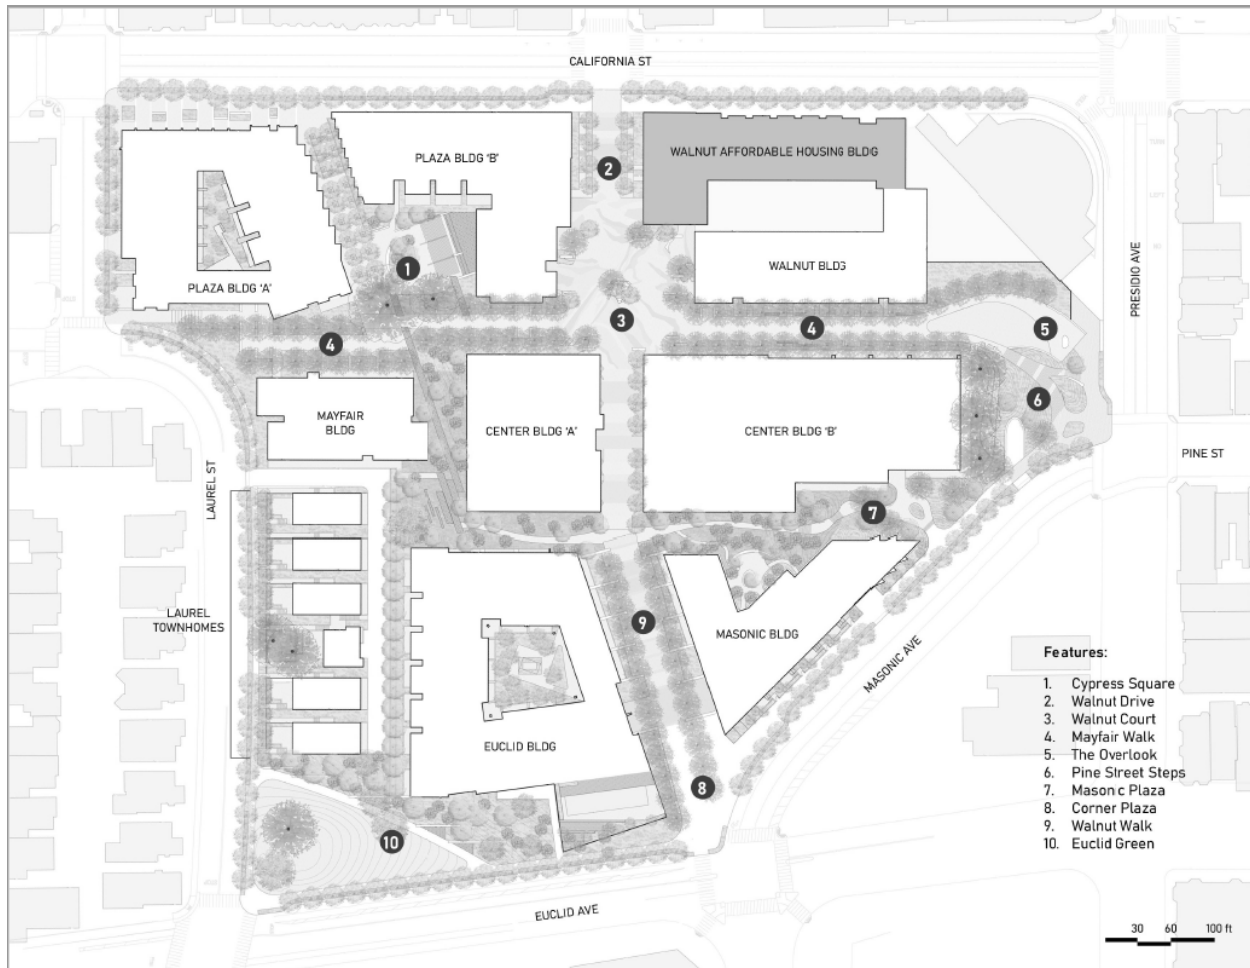 CALIFORNIA ST
PLAZA BLDG 'B'
WALNUT AFFORDABLE HOUSING BLDG
2
1
WALNUT BLDG
PLAZA BLDG 'A'
PRESIDIO AVE
3
4
5
4
6
MAYFAIR
BLDG
CENTER BLDG 'A'
CENTER BLDG 'B'
PINE ST
LAUREL ST
7
LAUREL
TOWNHOMES
9
MASONIC BLDG
MASONIC AVE
EUCLID BLDG
8
10
EUCLID AVE
Features:
1. Cypress Square
2. Walnut Drive
3. Walnut Court
4. Mayfair Walk
5. The Overlook
6. Pine Street Steps
7. Masonic Plaza
8. Corner Plaza
9. Walnut Walk
10. Euclid Green
30 60 100 ft